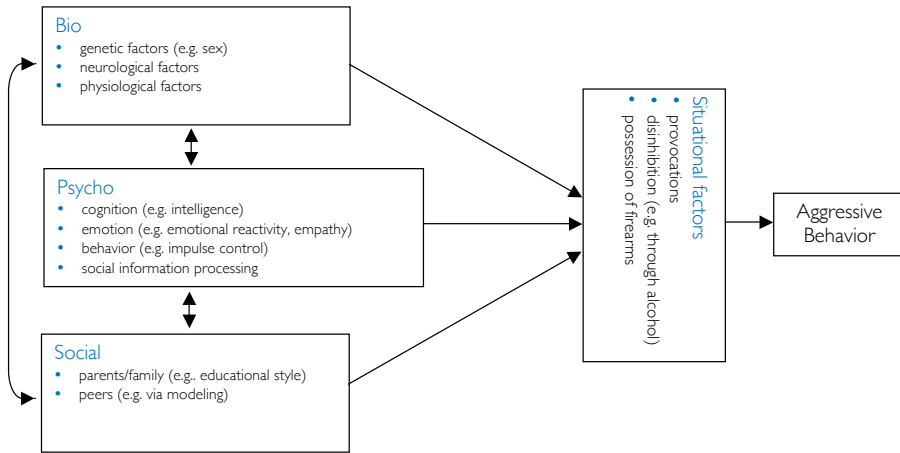 Bio
• genetic factors (e.g. sex)
• neurological factors
• physiological factors
Psycho
• cognition (e.g. intelligence)
• emotion (e.g. emotional reactivity, empathy)
• behavior (e.g. impulse control)
• social information processing
Social
• parents/family (e.g.. educational style)
• peers (e.g. via modeling)
Situational factors
• provocations
• disinhibition (e.g. through alcohol)
• possession of firearms
Aggressive
Behavior